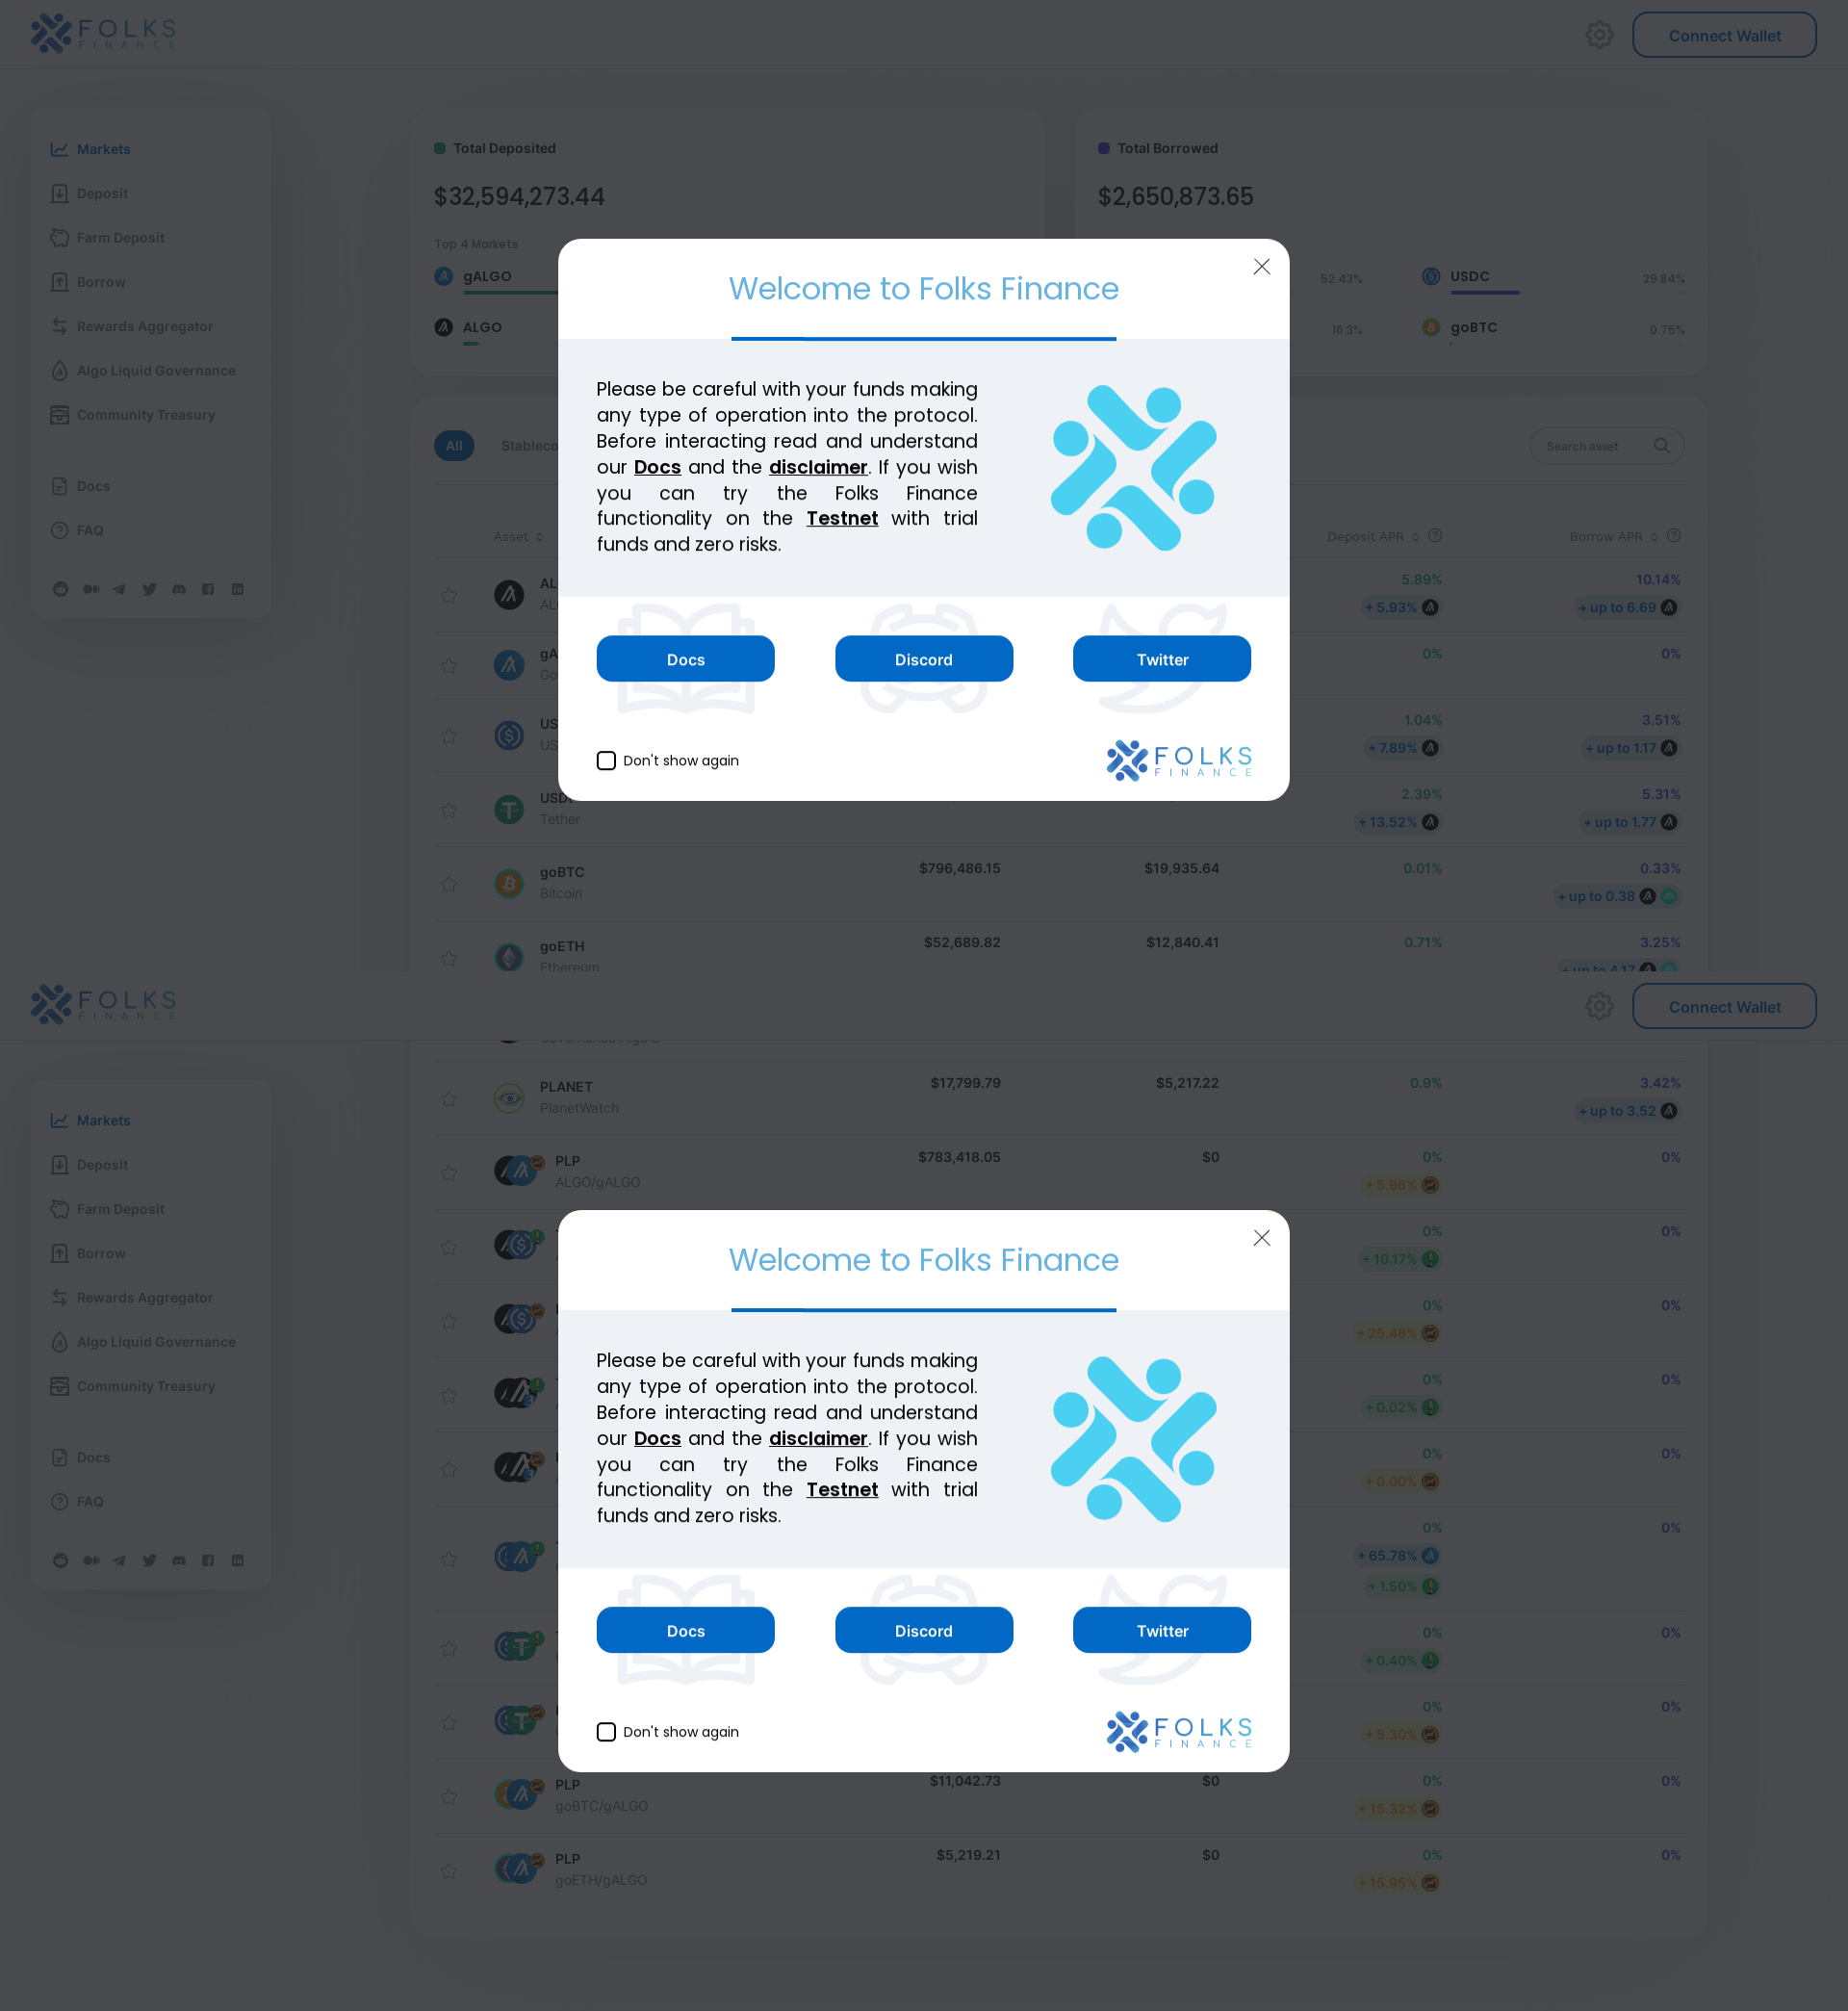 FOLKS
FINANCE
Connect Wallet
Markets
Deposit
Farm Deposit
Borrow
Rewards Aggregator
Algo Liquid Governance
Community Treasury
Docs
FAQ
Total Deposited
$32,594,273.44
Top 4 Markets
gALGO
ALGO
Total Borrowed
$2,650,873.65
52.43%
USDC
29.84%
16.3%
goBTC
0.75%
All
Search asset
Asset
Deposit APR
Borrow APR
5.89%
10.14%
+ 5.93%
+ up to 6.69
0%
0%
1.04%
3.51%
+ 7.89%
+ up to 1.17
2.39%
5.31%
Tether
+ 13.52%
+ up to 1.77
goBTC
$796,486.15
$19,935.64
0.01%
0.33%
Bitcoin
+ up to 0.38
goETH
$52,689.82
$12,840.41
0.71%
3.25%
Ethereum
+ up to 4.17
Welcome to Folks Finance
Please be careful with your funds making
any type of operation into the protocol.
Before interacting read and understand
our Docs and the disclaimer. If you wish
you can try the Folks Finance
functionality on the Testnet with trial
funds and zero risks.
Docs
Discord
Twitter
Don't show again
FOLKS
FINANCE
FOLKS
FINANCE
Connect Wallet
Markets
Deposit
Farm Deposit
Borrow
Rewards Aggregator
Algo Liquid Governance
Community Treasury
Docs
FAQ
PLANET
$17,799.79
$5,217.22
0.9%
3.42%
PlanetWatch
+ up to 3.52
PLP
$783,418.05
$0
0%
0%
ALGO/gALGO
+ 5.96%
0%
0%
+ 10.17%
0%
0%
+ 25.48%
0%
0%
+ 0.02%
0%
0%
+ 0.00%
0%
0%
+ 65.78%
+ 1.50%
0%
0%
+ 0.40%
0%
0%
+ 5.30%
PLP
$11,042.73
$0
0%
0%
goBTC/gALGO
+ 15.32%
PLP
$5,219.21
$0
0%
0%
goETH/gALGO
+ 15.95%
Welcome to Folks Finance
Please be careful with your funds making
any type of operation into the protocol.
Before interacting read and understand
our Docs and the disclaimer. If you wish
you can try the Folks Finance
functionality on the Testnet with trial
funds and zero risks.
Docs
Discord
Twitter
Don't show again
FOLKS
FINANCE